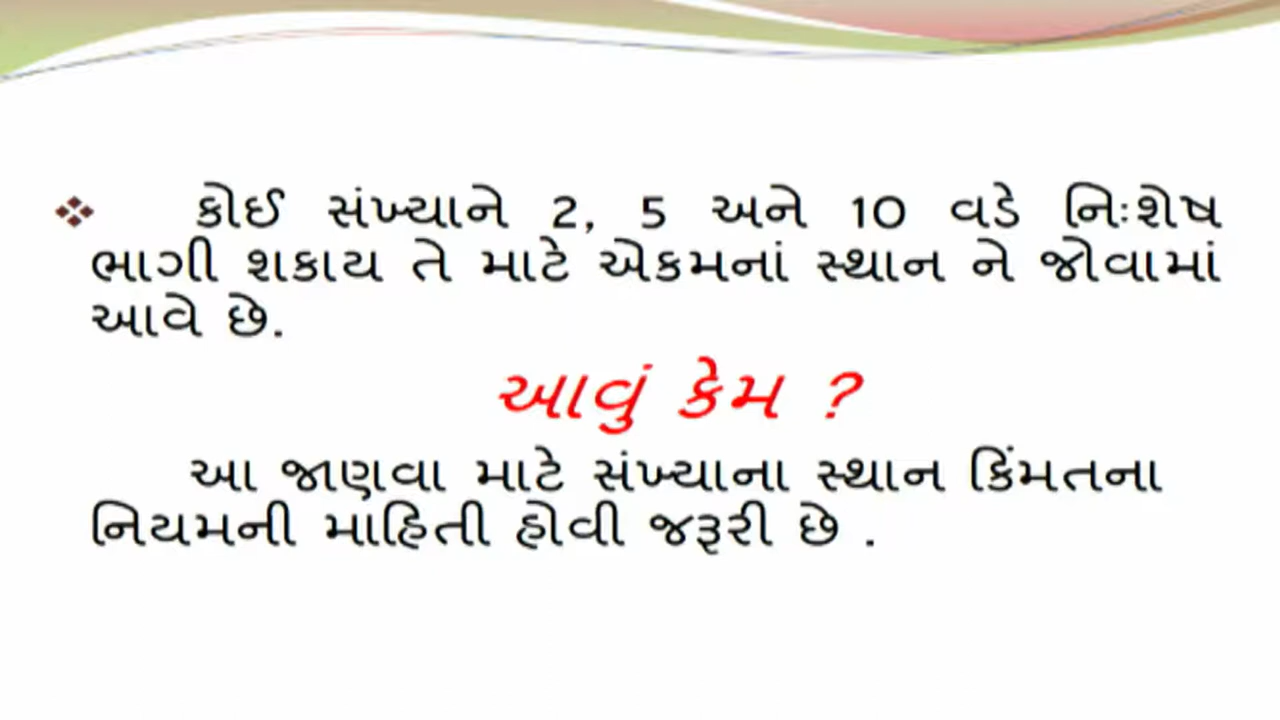 કોઈ સંખ્યાને 2, 5 અને 10 વડે નિઃશેષ
ભાગી શકાય તે માટે એકમનાં સ્થાન ને જોવામાં
આવે છે.
આવું કેમ ?
આ જાણવા માટે સંખ્યાના સ્થાન કિંમતના
નિયમની માહિતી હોવી જરૂરી છે .